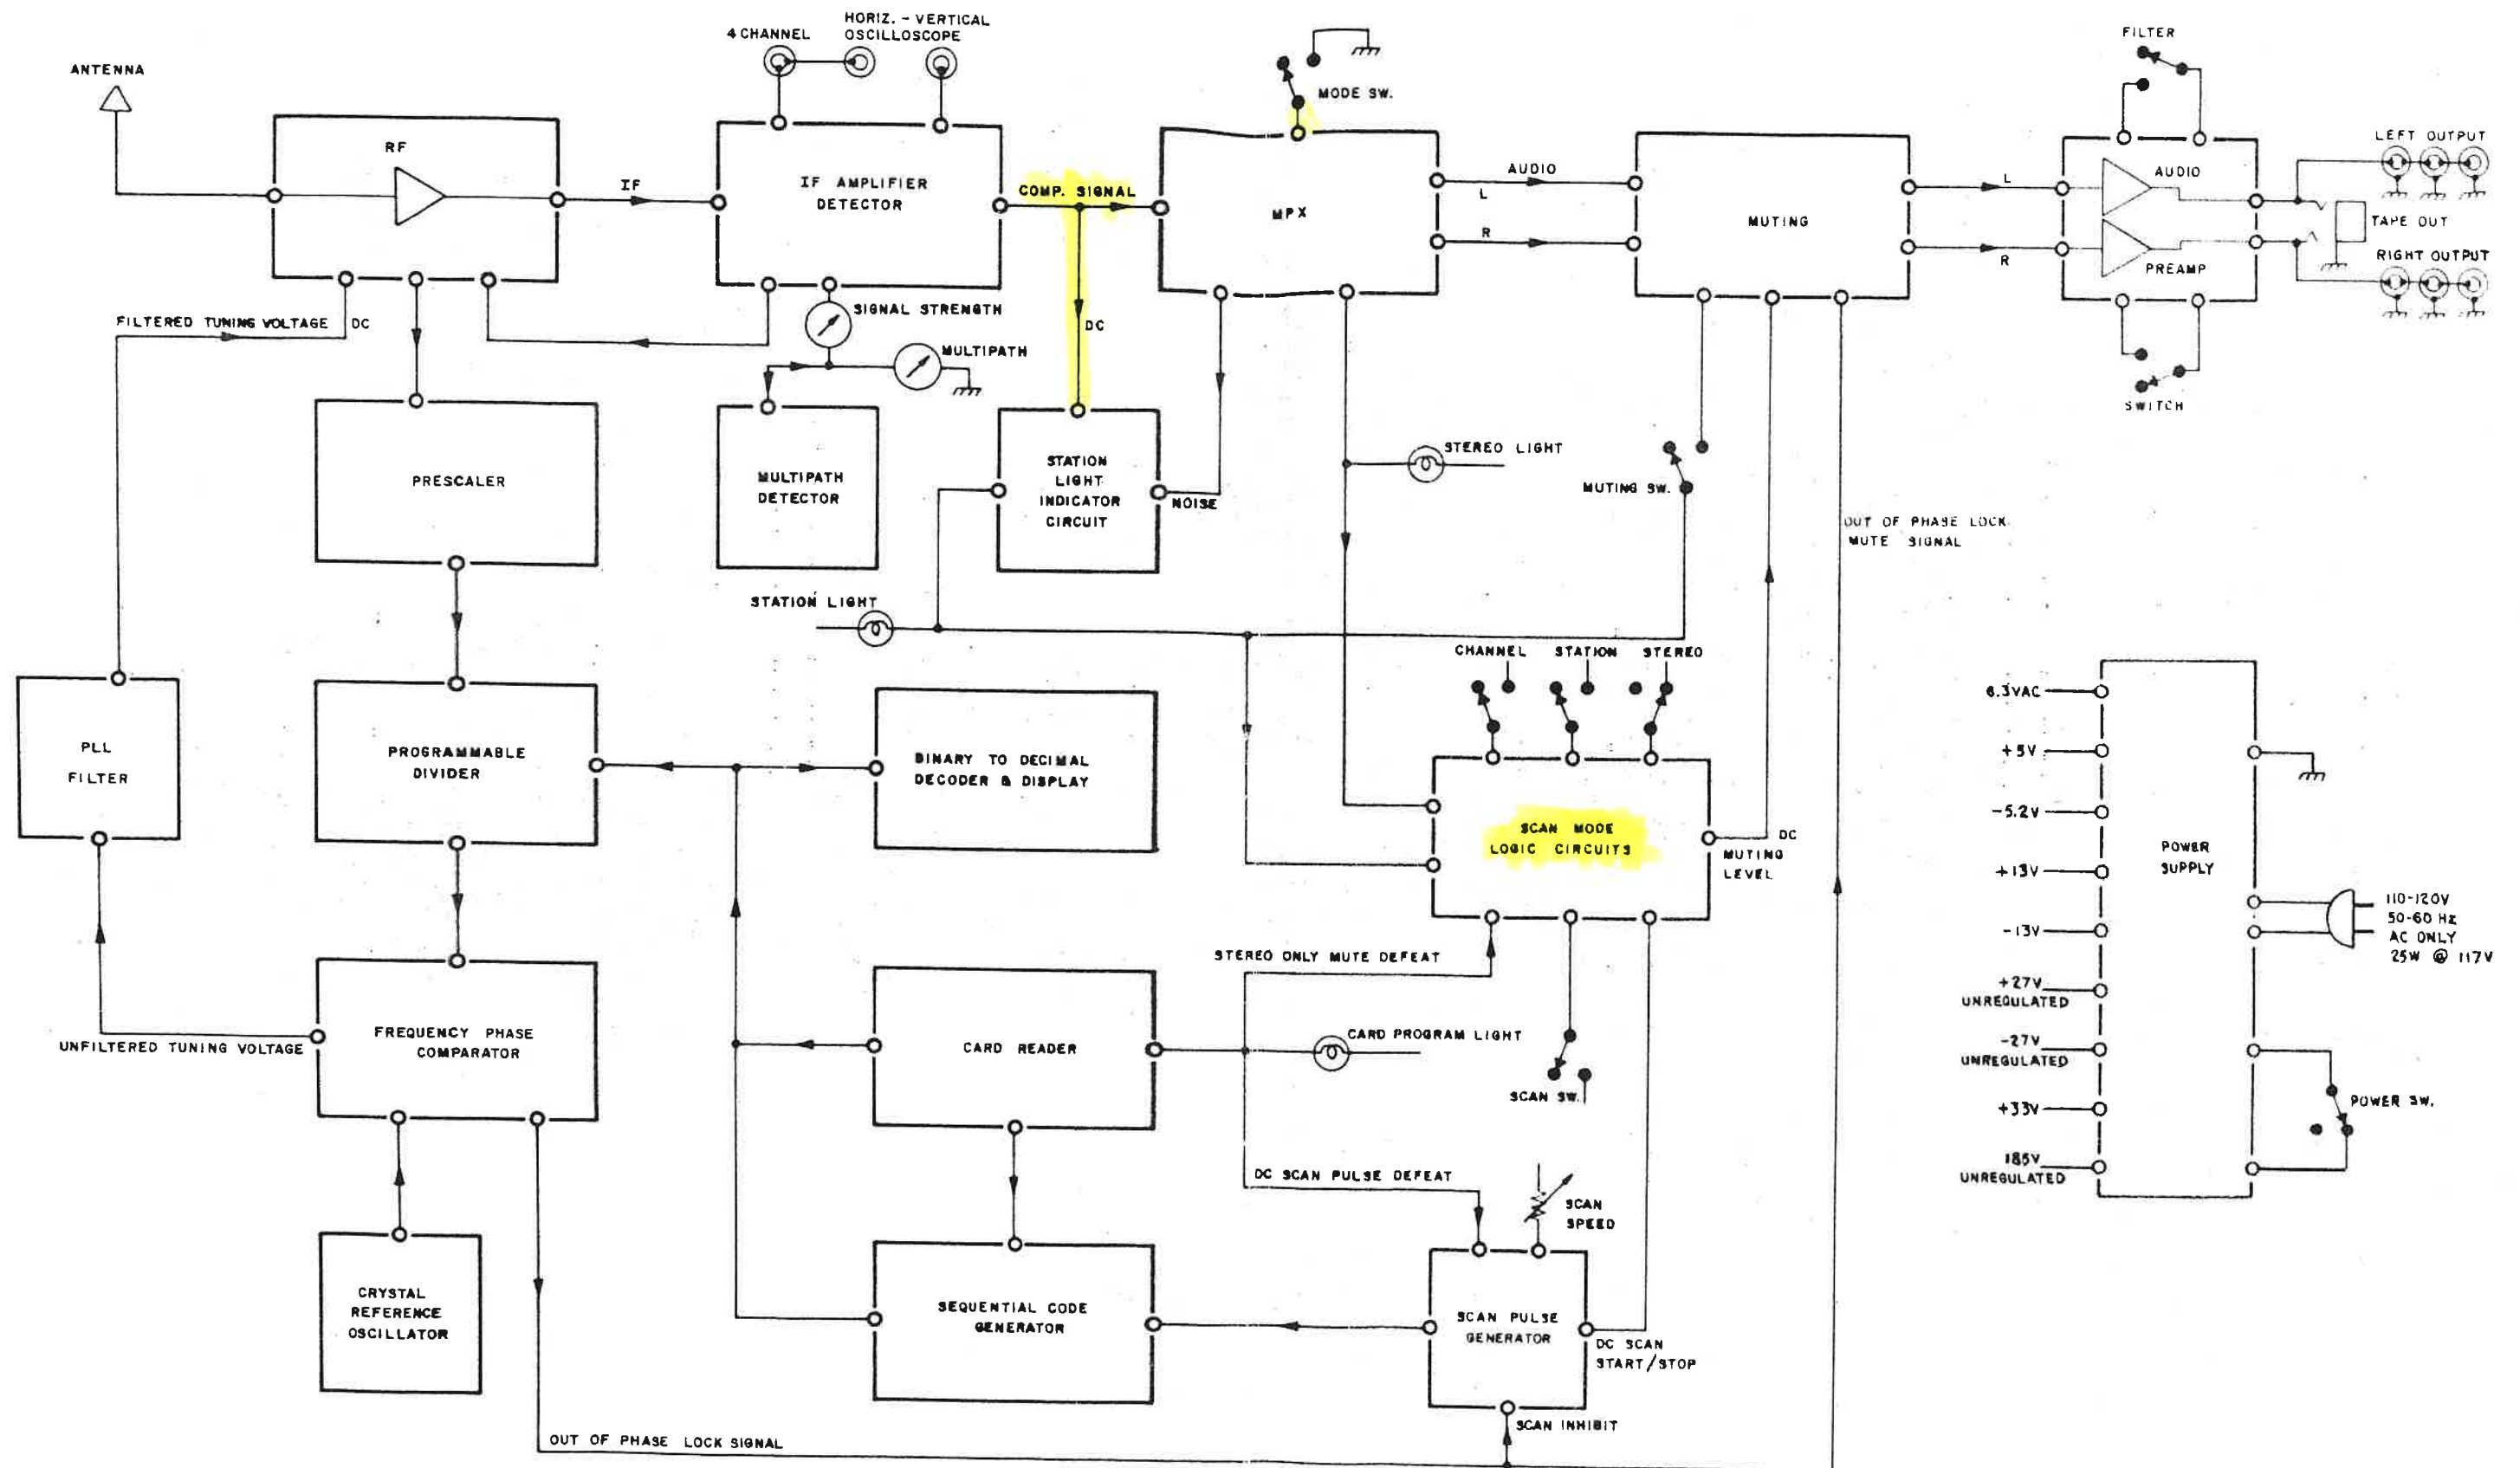 ANTENNA
4 CHANNEL
HORIZ. - VERTICAL
OSCILLOSCOPE
MODE SW.
FILTER
RF
IF
IF AMPLIFIER
DETECTOR
COMP. SIGNAL
MPX
AUDIO
L
R
MUTING
L
R
AUDIO
PREAMP
LEFT OUTPUT
TAPE OUT
RIGHT OUTPUT
SWITCH
FILTERED TUNING VOLTAGE
DC
SIGNAL STRENGTH
MULTIPATH
DC
PRESCALER
MULTIPATH
DETECTOR
STATION
LIGHT
INDICATOR
CIRCUIT
NOISE
STEREO LIGHT
MUTING SW.
OUT OF PHASE LOCK
MUTE SIGNAL
STATION LIGHT
CHANNEL
STATION
STEREO
PLL
FILTER
PROGRAMMABLE
DIVIDER
BINARY TO DECIMAL
DECODER & DISPLAY
SCAN MODE
LOGIC CIRCUITS
DC
MUTING
LEVEL
6.3VAC
+5V
-5.2V
+13V
-13V
+27V
UNREGULATED
-27V
UNREGULATED
+33V
185V
UNREGULATED
POWER
SUPPLY
110-120V
50-60 Hz
AC ONLY
25W @ 117V
POWER SW.
STEREO ONLY MUTE DEFEAT
UNFILTERED TUNING VOLTAGE
FREQUENCY PHASE
COMPARATOR
CARD READER
CARD PROGRAM LIGHT
SCAN SW.
DC SCAN PULSE DEFEAT
SCAN
SPEED
CRYSTAL
REFERENCE
OSCILLATOR
SEQUENTIAL CODE
GENERATOR
SCAN PULSE
GENERATOR
DC SCAN
START/STOP
SCAN INHIBIT
OUT OF PHASE LOCK SIGNAL